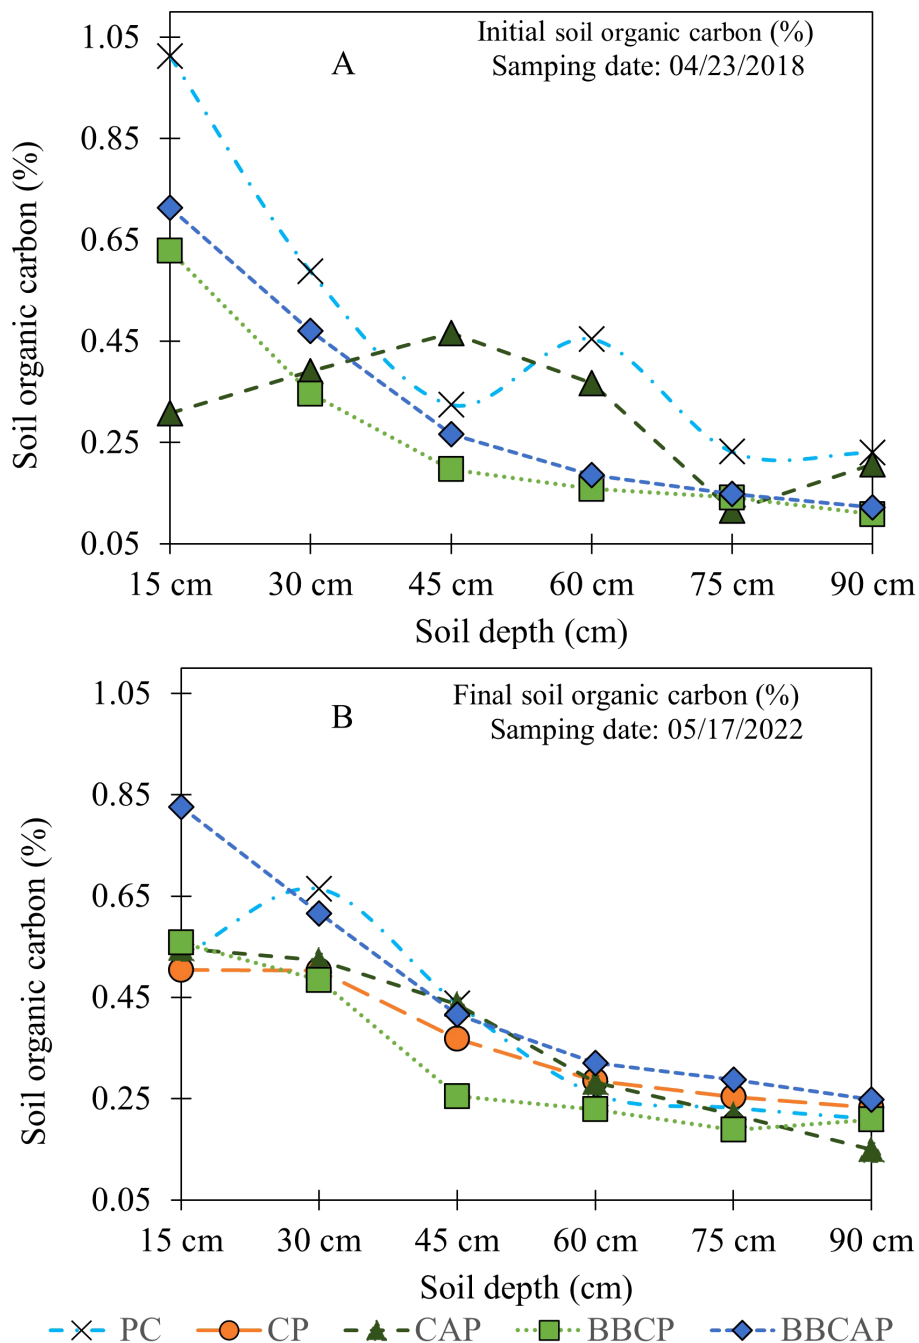 Initial soil organic carbon (%)
A
Samping date: 04/23/2018
Soil organic carbon (%)
1.05
0.85
0.65
0.45
0.25
0.05
15 cm 30 cm 45 cm 60 cm 75 cm 90 cm
Soil depth (cm)
Final soil organic carbon (%)
B
Samping date: 05/17/2022
Soil organic carbon (%)
1.05
0.85
0.65
0.45
0.25
0.05
15 cm 30 cm 45 cm 60 cm 75 cm 90 cm
Soil depth (cm)
PC CP CAP BBCP BBCAP